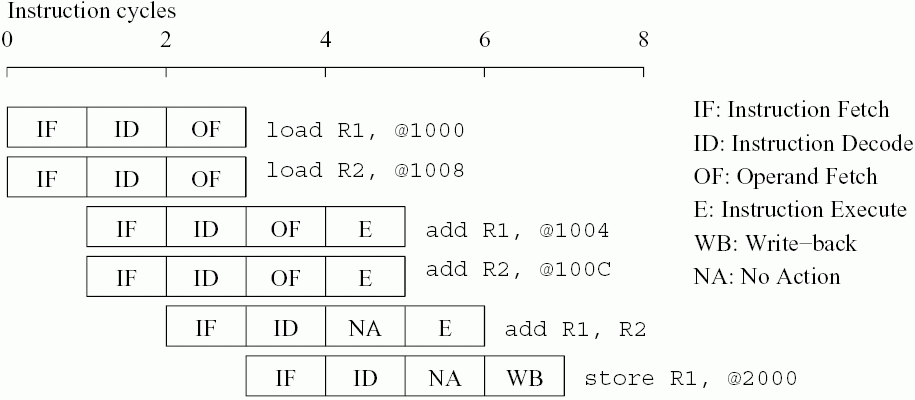 Instruction cycles
0 2 4 6 8
IF ID OF load R1, @1000
IF ID OF load R2, @1008
IF ID OF E add R1, @1004
IF ID OF E add R2, @100C
IF ID NA E add R1, R2
IF ID NA WB store R1, @2000
IF: Instruction Fetch
ID: Instruction Decode
OF: Operand Fetch
E: Instruction Execute
WB: Write−back
NA: No Action